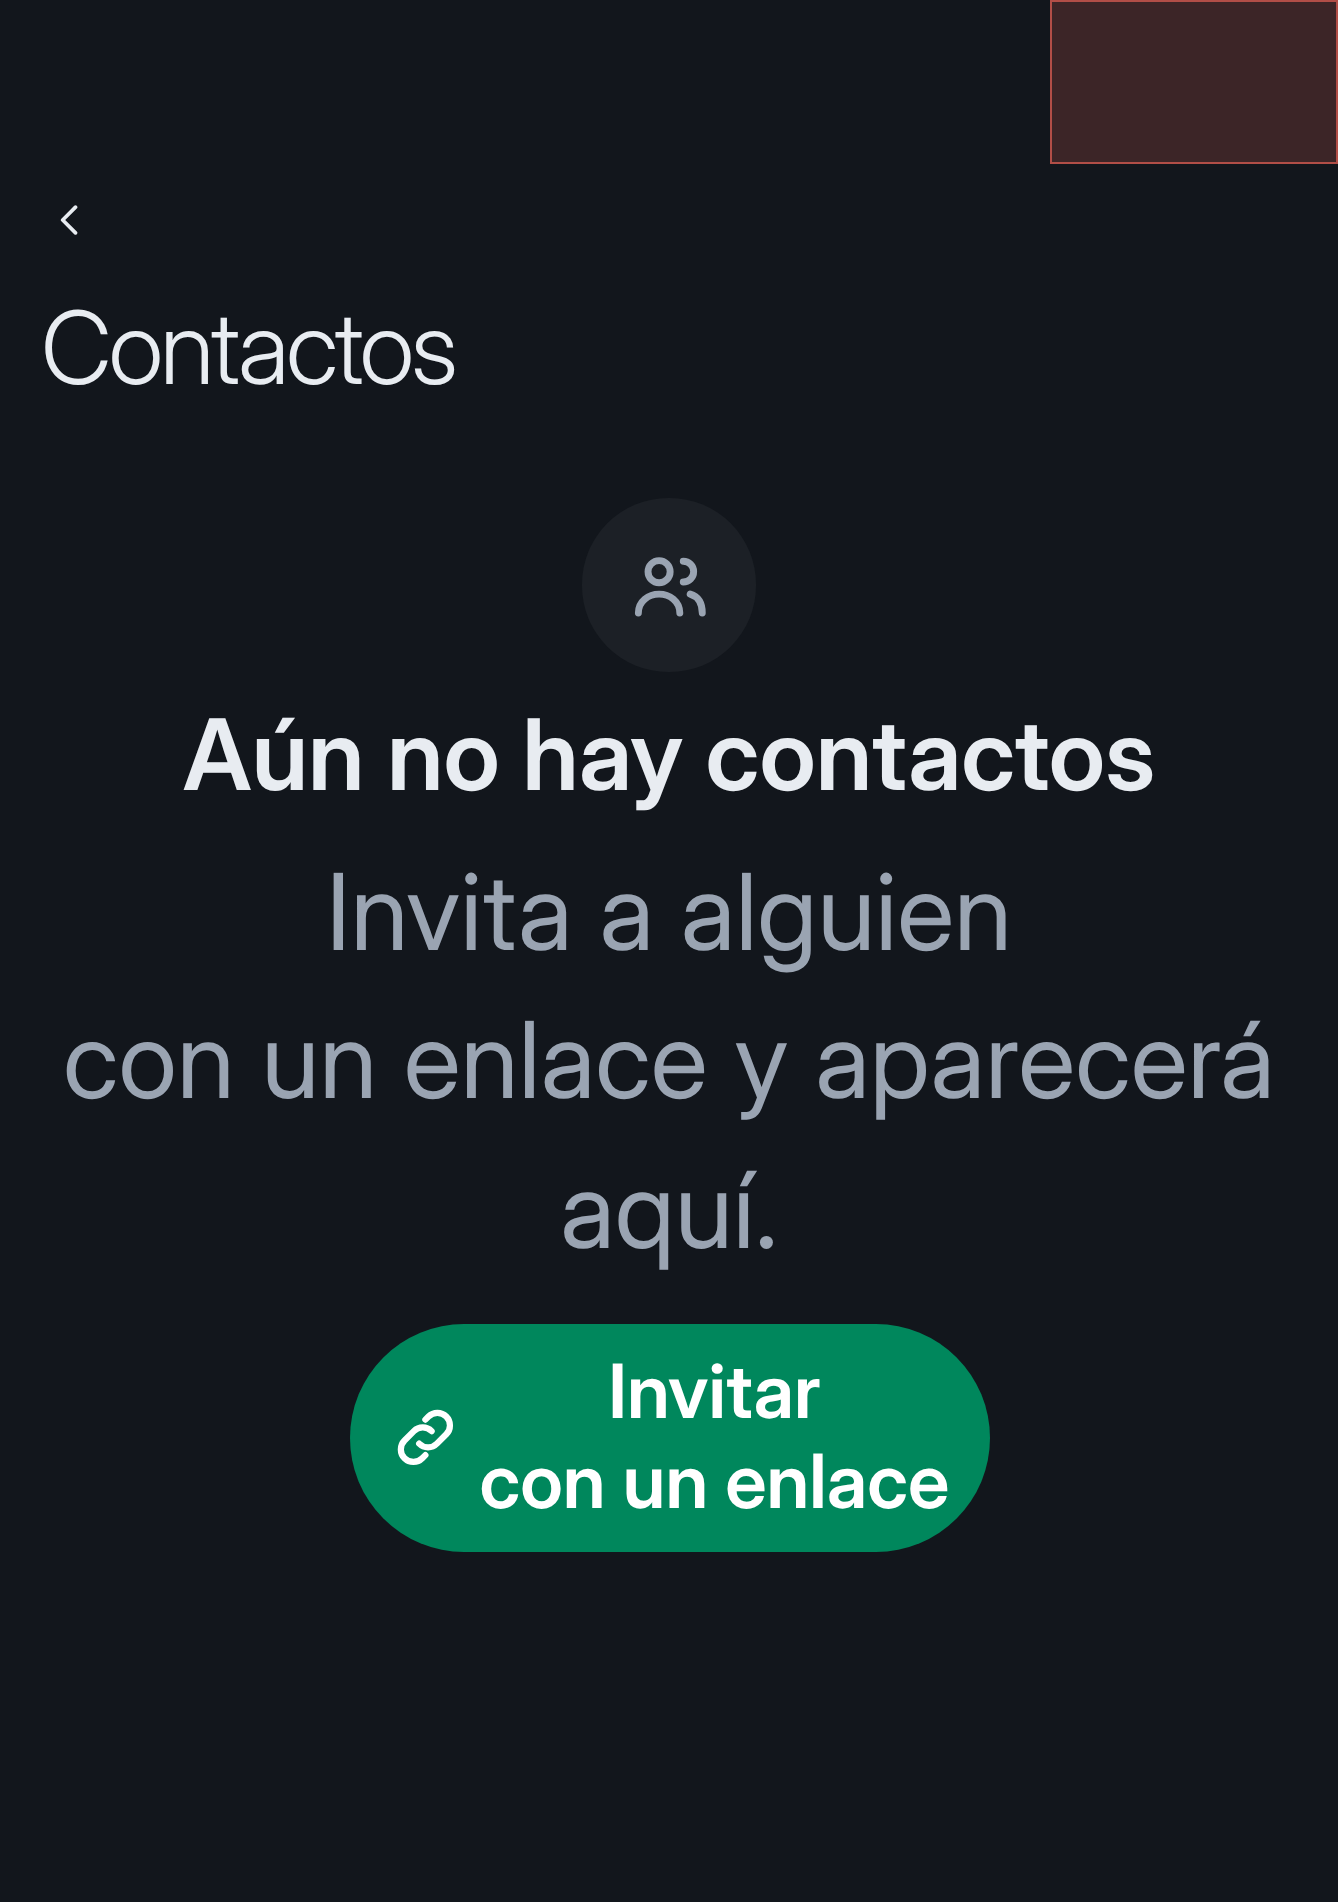 Contactos
Aún no hay contactos
Invita a alguien
con un enlace y aparecerá
aquí.
Invitar
con un enlace